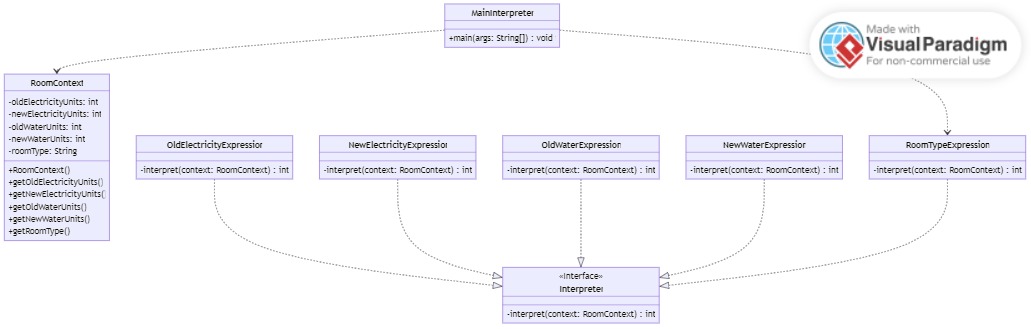 MainInterpreter
+main(args: String[]) : void
Made with
VisualParadigm
For non-commercial use
RoomContext
-oldElectricityUnits: int
-newElectricityUnits: int
-oldWaterUnits: int
-newWaterUnits: int
-roomType: String
+RoomContext()
+getOldElectricityUnits()
+getNewElectricityUnits()
+getOldWaterUnits()
+getNewWaterUnits()
+getRoomType()
OldElectricityExpression
-interpret(context: RoomContext) : int
NewElectricityExpression
-interpret(context: RoomContext) : int
OldWaterExpression
-interpret(context: RoomContext) : int
NewWaterExpression
-interpret(context: RoomContext) : int
RoomTypeExpression
-interpret(context: RoomContext) : int
«Interface»
Interpreter
-interpret(context: RoomContext) : int